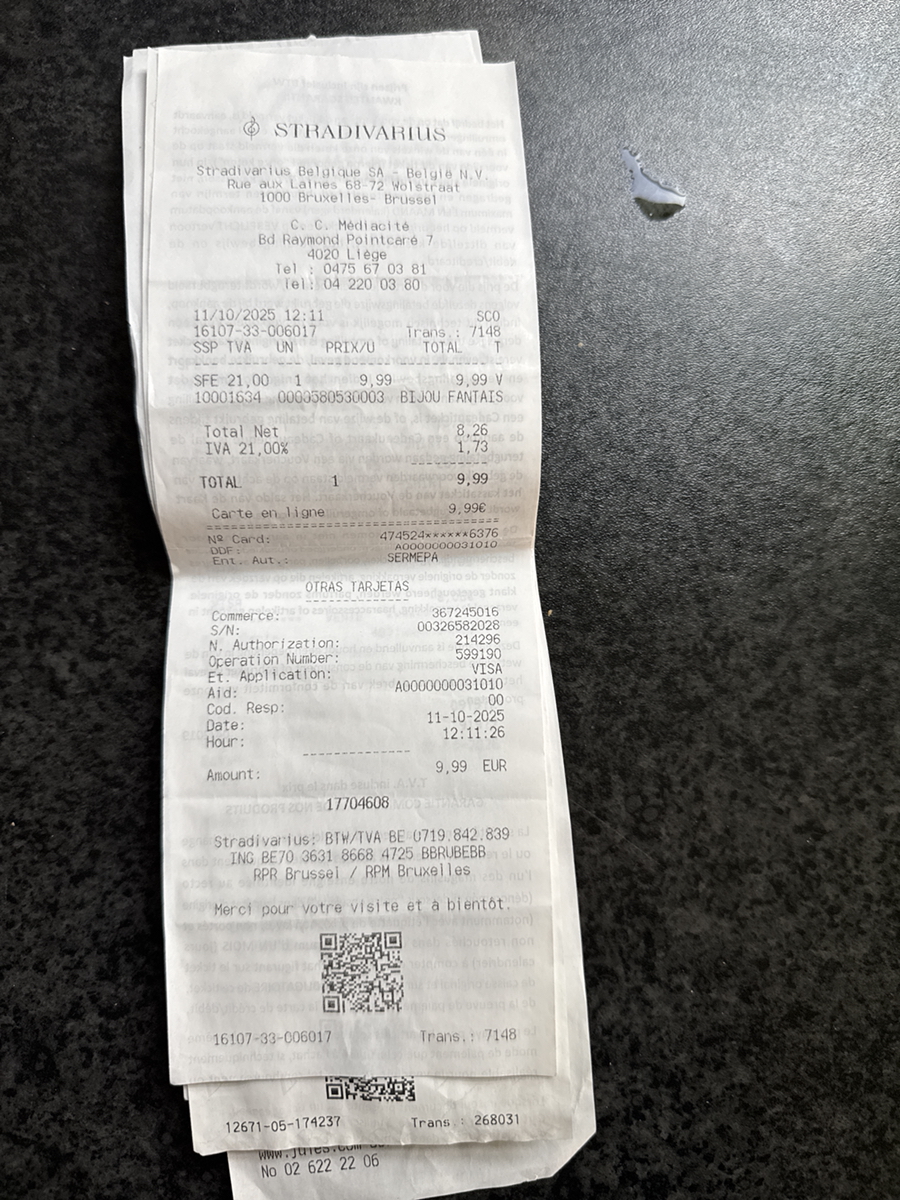 STRADIVARIUS
Stradivarius Belgique SA - België N.V.
Rue aux Laines 68-72 Wolstraat
1000 Bruxelles- Brussel
C. C. Médiacité
Bd Raymond Pointcaré 7
4020 Liège
Tel : 0475 67 03 81
Tel: 04 220 03 80
11/10/2025 12:11 SCO
16107-33-006017 Trans.: 7148
SSP TVA UN PRIX/U TOTAL T
SFE 21,00 1 9,99 9,99 V
10001634 0000580530003 BIJOU FANTAIS
Total Net 8,26
IVA 21,00% 1,73
TOTAL 1 9,99
Carte en ligne 9,99€
Nº Card: 474524******6376
DDF: A0000000031010
Ent. Aut.: SERMEPA
OTRAS TARJETAS
Commerce: 367245016
S/N: 00326582028
N. Authorization: 214296
Operation Number: 599190
Et. Application: VISA
Aid: A0000000031010
Cod. Resp: 00
Date: 11-10-2025
Hour: 12:11:26
Amount: 9,99 EUR
17704608
Stradivarius: BTW/TVA BE 0719.842.839
ING BE70 3631 8668 4725 BBRUBEBB
RPR Brussel / RPM Bruxelles
Merci pour votre visite et à bientôt.
16107-33-006017 Trans.: 7148
12671-05-174237 Trans.: 268031
www.jules.com
No 02 622 22 06